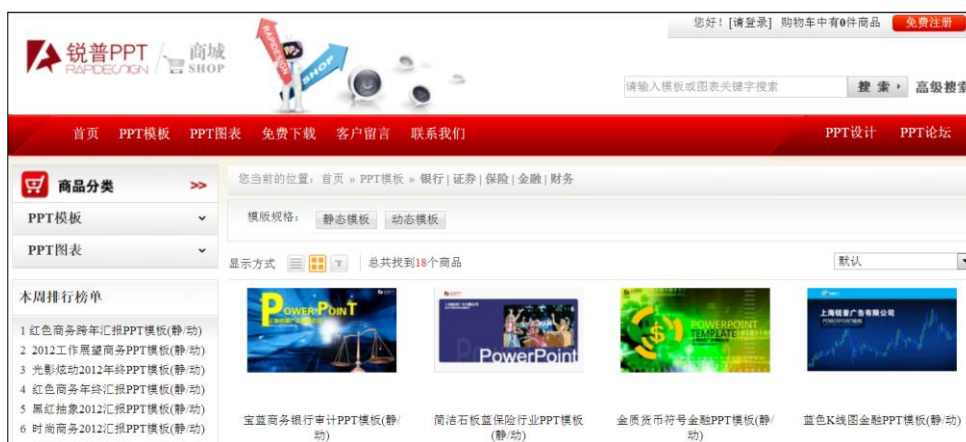 您好！[请登录] 购物车中有0件商品 免费注册
锐普PPT 商城
RAPIDESIGN SHOP
RAPIDESIGN
SHOP
请输入模板或图表关键字搜索 搜 索 高级搜索
首页 PPT模板 PPT图表 免费下载 客户留言 联系我们 PPT设计 PPT论坛
商品分类 >>
PPT模板
PPT图表
您当前的位置：首页 » PPT模板 » 银行 | 证券 | 保险 | 金融 | 财务
模版规格： 静态模板 动态模板
显示方式 T 总共找到18个商品 默认
本周排行榜单
1 红色商务跨年汇报PPT模板(静/动)
2 2012工作展望商务PPT模板(静/动)
3 光影炫动2012年终PPT模板(静/动)
4 红色商务年终汇报PPT模板(静/动)
5 黑红抽象2012汇报PPT模板(静/动)
6 时尚商务2012汇报PPT模板(静/动)
POWERPOINT
PowerPoint
POWERPOINT
TEMPLATE
上海锐普广告有限公司
POWERPOINT模板
宝蓝商务银行审计PPT模板(静/
动)
简洁石板蓝保险行业PPT模板
(静/动)
金质货币符号金融PPT模板(静/
动)
蓝色K线图金融PPT模板(静/动)